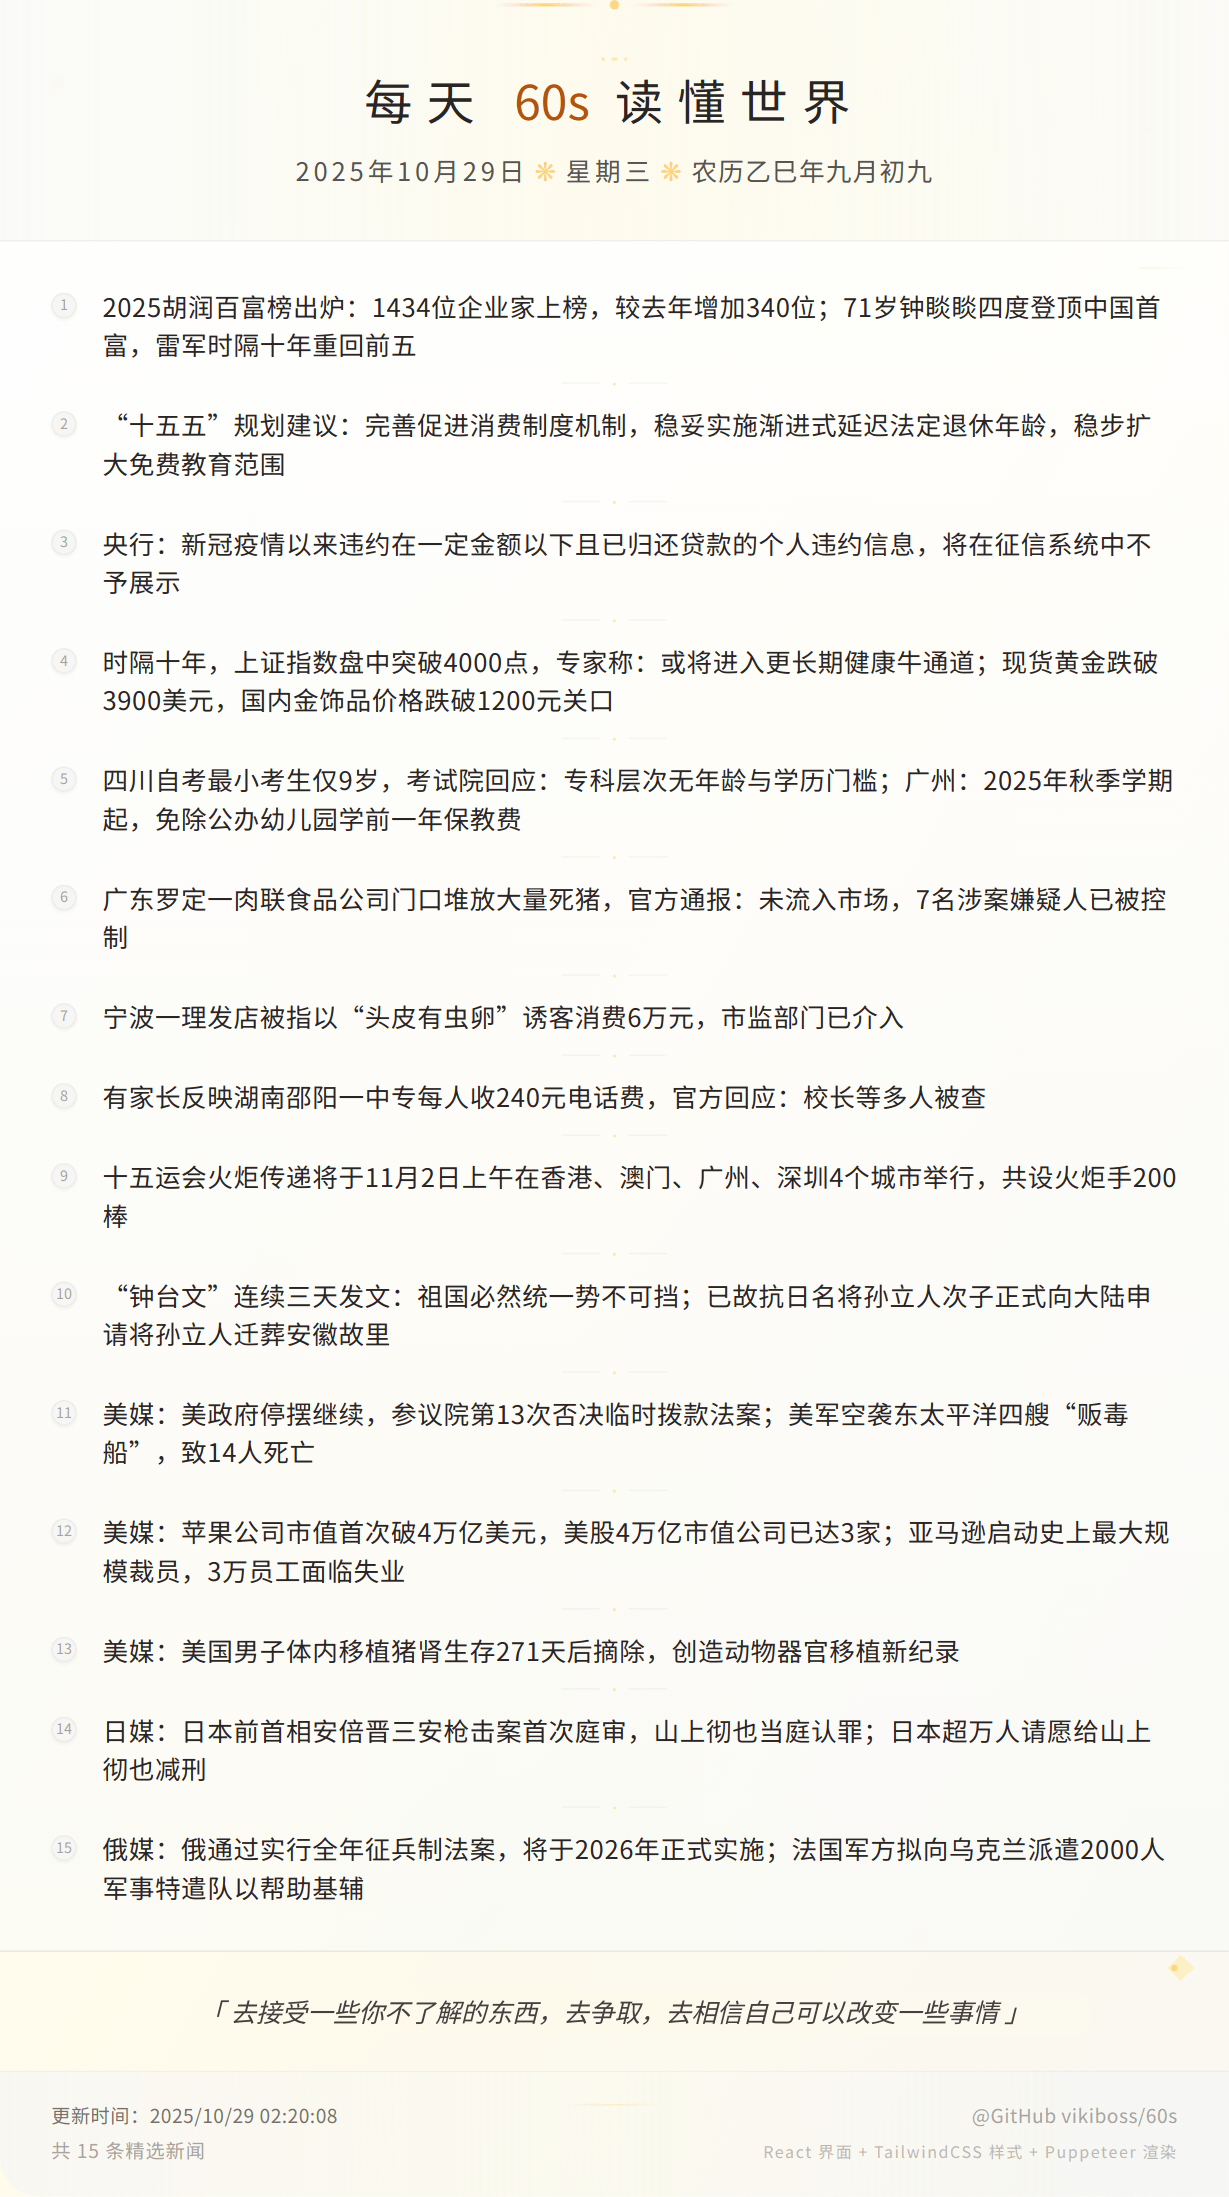 每天 60s 读懂世界
2025年10月29日 ❋ 星期三 ❋ 农历乙巳年九月初九
1 2025胡润百富榜出炉：1434位企业家上榜，较去年增加340位；71岁钟睒睒四度登顶中国首
富，雷军时隔十年重回前五
2 “十五五”规划建议：完善促进消费制度机制，稳妥实施渐进式延迟法定退休年龄，稳步扩
大免费教育范围
3 央行：新冠疫情以来违约在一定金额以下且已归还贷款的个人违约信息，将在征信系统中不
予展示
4 时隔十年，上证指数盘中突破4000点，专家称：或将进入更长期健康牛通道；现货黄金跌破
3900美元，国内金饰品价格跌破1200元关口
5 四川自考最小考生仅9岁，考试院回应：专科层次无年龄与学历门槛；广州：2025年秋季学期
起，免除公办幼儿园学前一年保教费
6 广东罗定一肉联食品公司门口堆放大量死猪，官方通报：未流入市场，7名涉案嫌疑人已被控
制
7 宁波一理发店被指以“头皮有虫卵”诱客消费6万元，市监部门已介入
8 有家长反映湖南邵阳一中专每人收240元电话费，官方回应：校长等多人被查
9 十五运会火炬传递将于11月2日上午在香港、澳门、广州、深圳4个城市举行，共设火炬手200
棒
10 “钟台文”连续三天发文：祖国必然统一势不可挡；已故抗日名将孙立人次子正式向大陆申
请将孙立人迁葬安徽故里
11 美媒：美政府停摆继续，参议院第13次否决临时拨款法案；美军空袭东太平洋四艘“贩毒
船”，致14人死亡
12 美媒：苹果公司市值首次破4万亿美元，美股4万亿市值公司已达3家；亚马逊启动史上最大规
模裁员，3万员工面临失业
13 美媒：美国男子体内移植猪肾生存271天后摘除，创造动物器官移植新纪录
14 日媒：日本前首相安倍晋三安枪击案首次庭审，山上彻也当庭认罪；日本超万人请愿给山上
彻也减刑
15 俄媒：俄通过实行全年征兵制法案，将于2026年正式实施；法国军方拟向乌克兰派遣2000人
军事特遣队以帮助基辅
「去接受一些你不了解的东西，去争取，去相信自己可以改变一些事情」
更新时间：2025/10/29 02:20:08
@GitHub vikiboss/60s
共 15 条精选新闻
React 界面 + TailwindCSS 样式 + Puppeteer 渲染